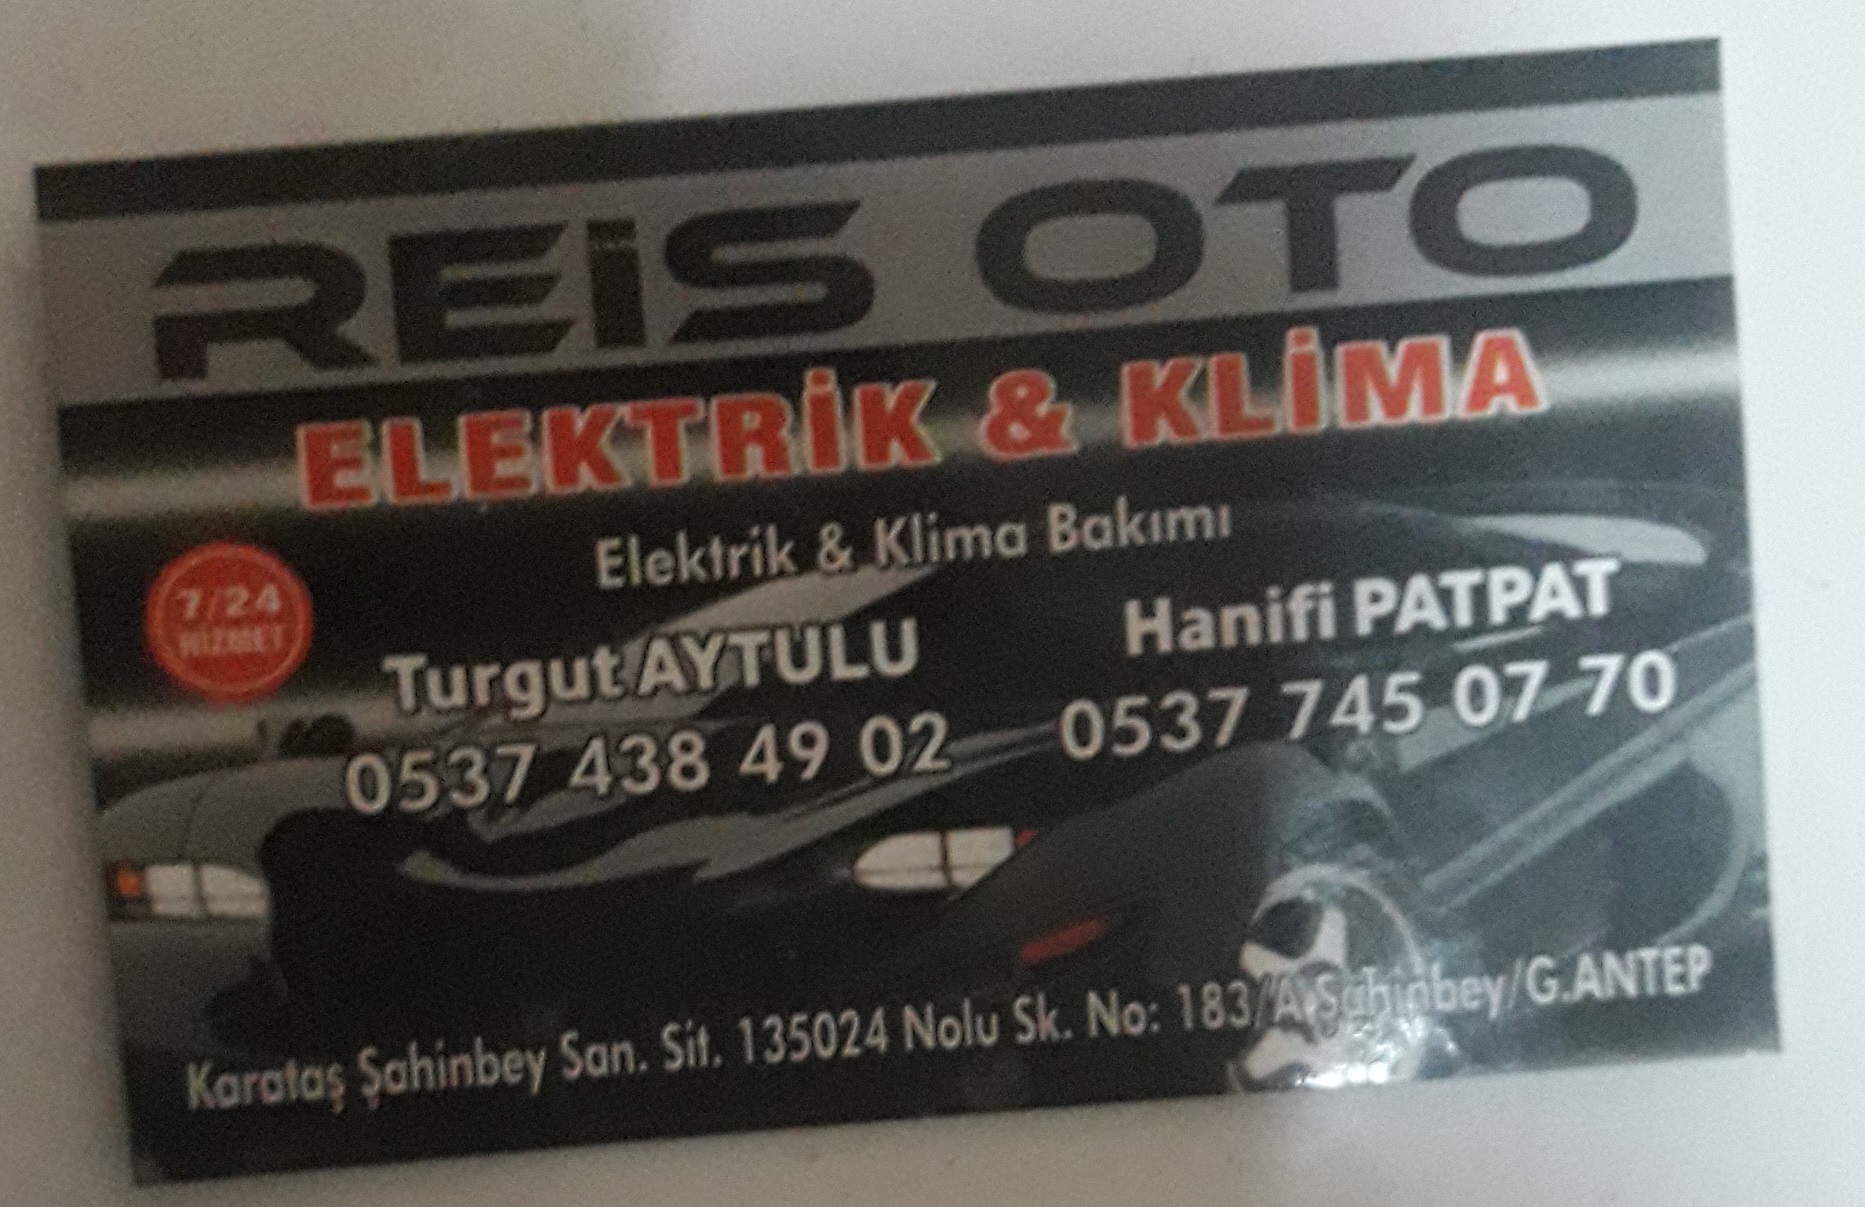 REİS OTO
ELEKTRİK & KLİMA
Elektrik & Klima Bakımı
7/24
HİZMET
Turgut AYTULU
0537 438 49 02
Hanifi PATPAT
0537 745 07 70
Karataş Şahinbey San. Sit. 135024 Nolu Sk. No: 183/A Şahinbey/G.ANTEP